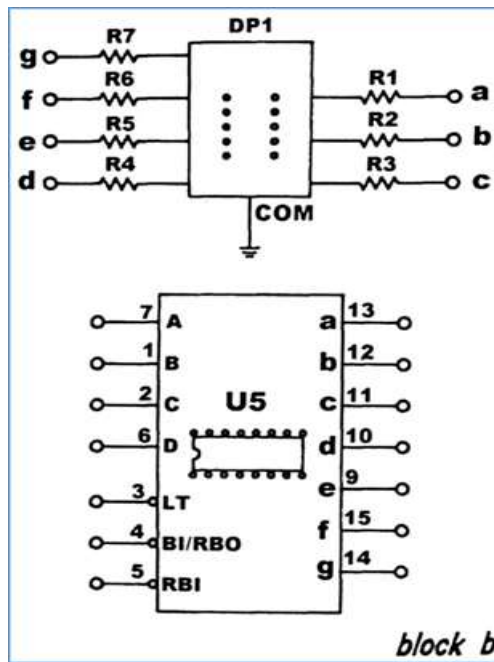 DP1
g R7
f R6
R1 a
e R5
R2 b
d R4
R3 c
COM
7 A
a 13
1 B
b 12
2 C
c 11
U5
6 D
d 10
e 9
3 LT
f 15
4 BI/RBO
g 14
5 RBI
block b